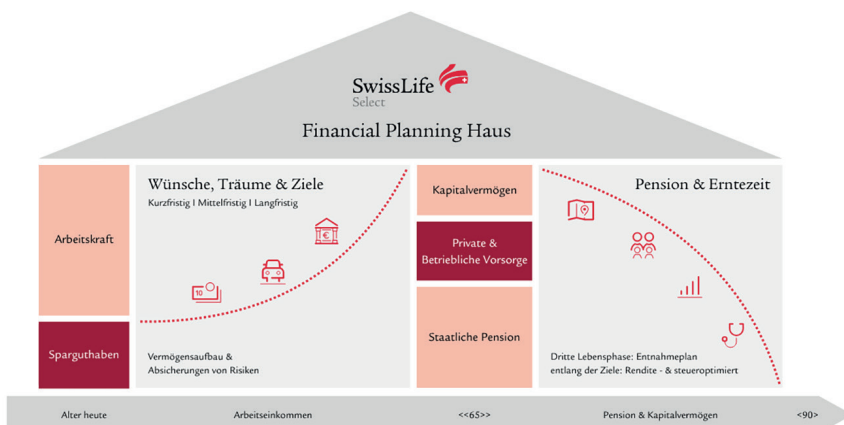 SwissLife
Select
Financial Planning Haus
Arbeitskraft
Sparguthaben
Wünsche, Träume & Ziele
Kurzfristig I Mittelfristig I Langfristig
€
10
Vermögensaufbau &
Absicherungen von Risiken
Kapitalvermögen
Private &
Betriebliche Vorsorge
Staatliche Pension
Pension & Erntezeit
Dritte Lebensphase: Entnahmeplan
entlang der Ziele: Rendite - & steueroptimiert
Alter heute
Arbeitseinkommen
<<65>>
Pension & Kapitalvermögen
<90>